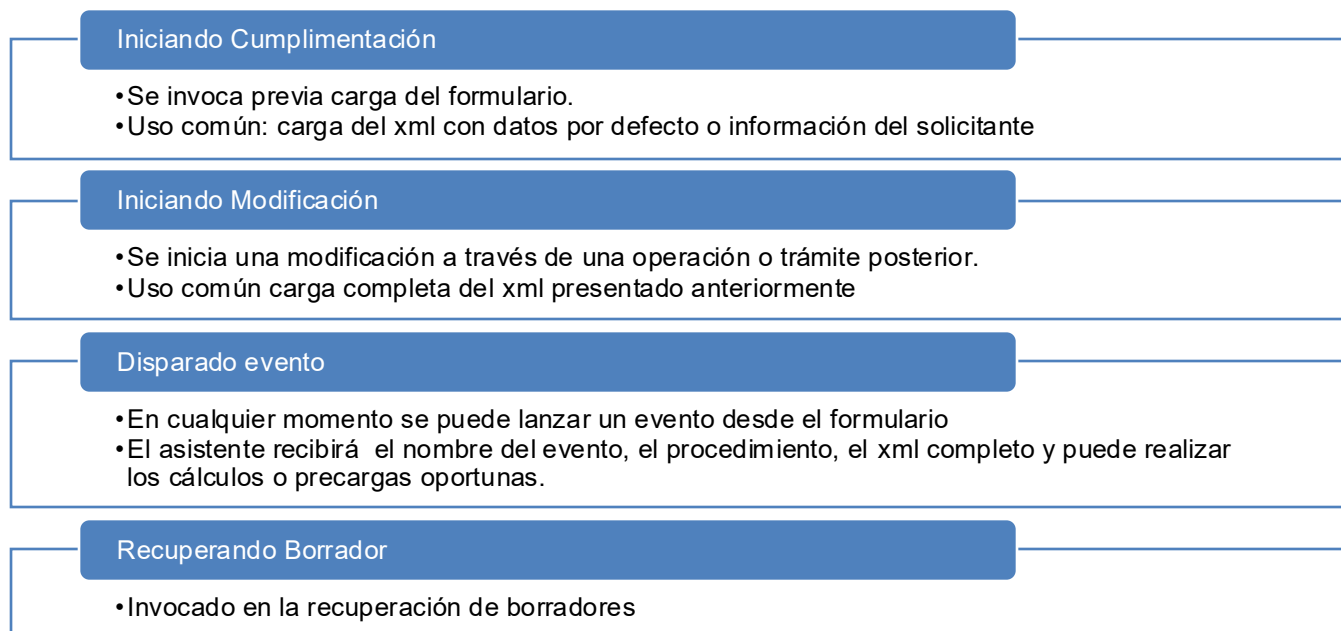 Iniciando Cumplimentación
•Se invoca previa carga del formulario.
•Uso común: carga del xml con datos por defecto o información del solicitante
Iniciando Modificación
•Se inicia una modificación a través de una operación o trámite posterior.
•Uso común carga completa del xml presentado anteriormente
Disparado evento
•En cualquier momento se puede lanzar un evento desde el formulario
•El asistente recibirá el nombre del evento, el procedimiento, el xml completo y puede realizar
los cálculos o precargas oportunas.
Recuperando Borrador
•Invocado en la recuperación de borradores